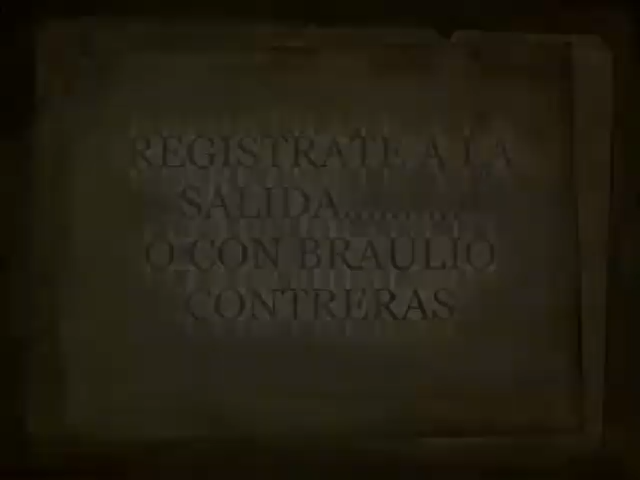 REGISTRATE A LA
SALIDA...........
O CON BRAULIO
CONTRERAS